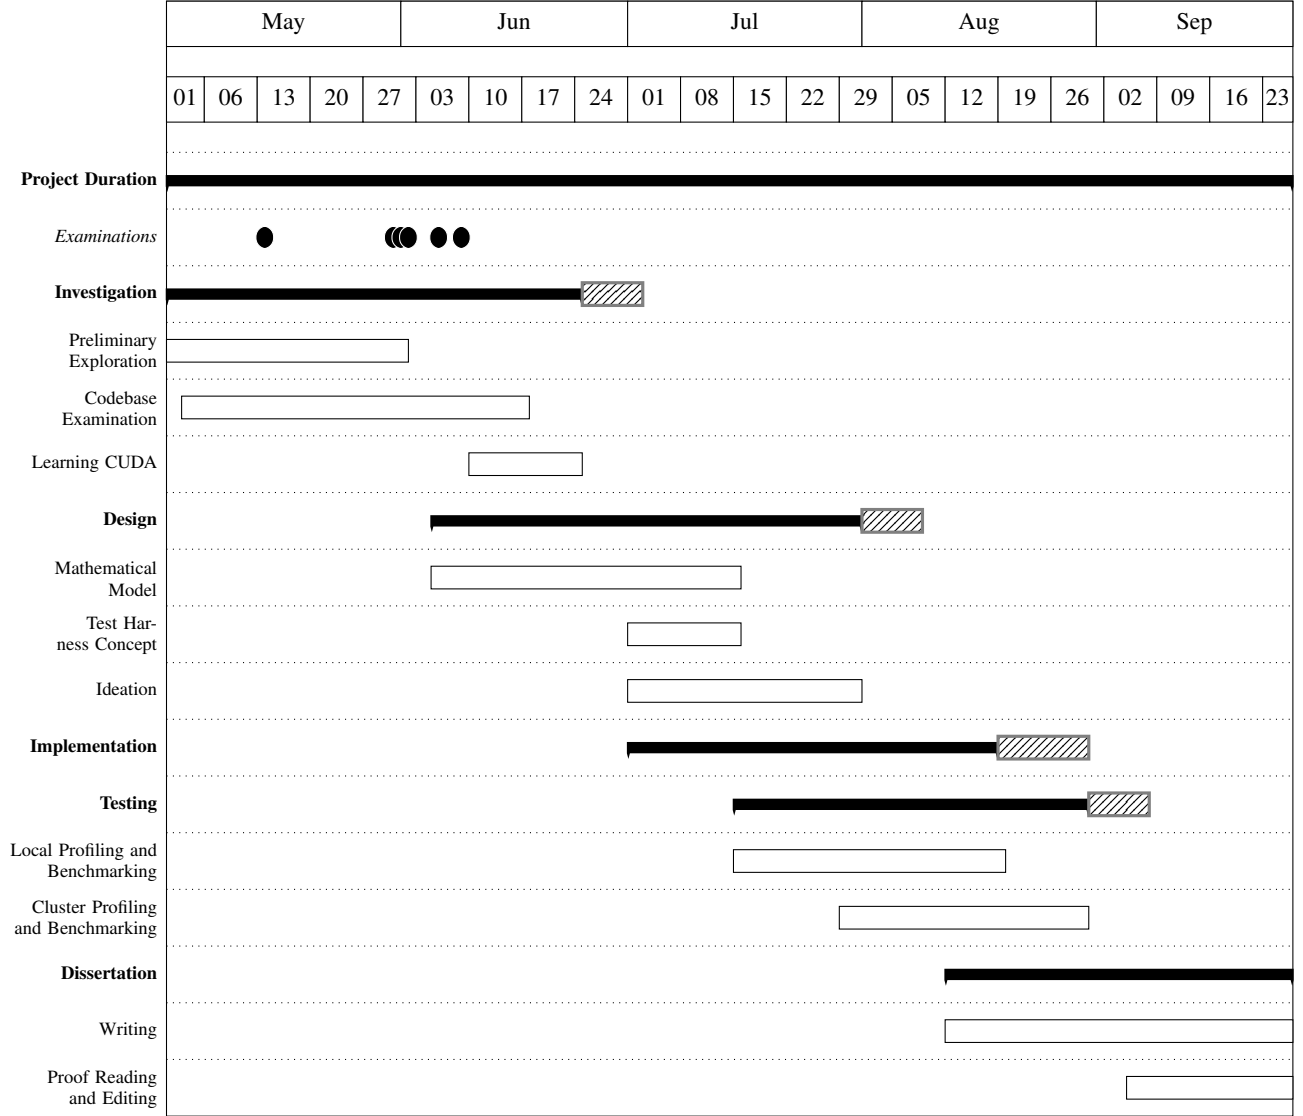 May Jun Jul Aug Sep
01 06 13 20 27 03 10 17 24 01 08 15 22 29 05 12 19 26 02 09 16 23
Project Duration
Examinations
Investigation
Preliminary
Exploration
Codebase
Examination
Learning CUDA
Design
Mathematical
Model
Test Har-
ness Concept
Ideation
Implementation
Testing
Local Profiling and
Benchmarking
Cluster Profiling
and Benchmarking
Dissertation
Writing
Proof Reading
and Editing